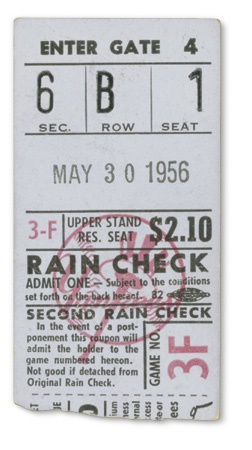 ENTER GATE 4
6 B 1
SEC. ROW SEAT
MAY 30 1956
3-F UPPER STAND RES. SEAT $2.10
RAIN CHECK
ADMIT ONE – Subject to the conditions
set forth on the back hereof. 82
SECOND RAIN CHECK
In the event of a post-
ponement this coupon will
admit the holder to the
game numbered hereon.
Not good if detached from
Original Rain Check.
GAME NO. 3F